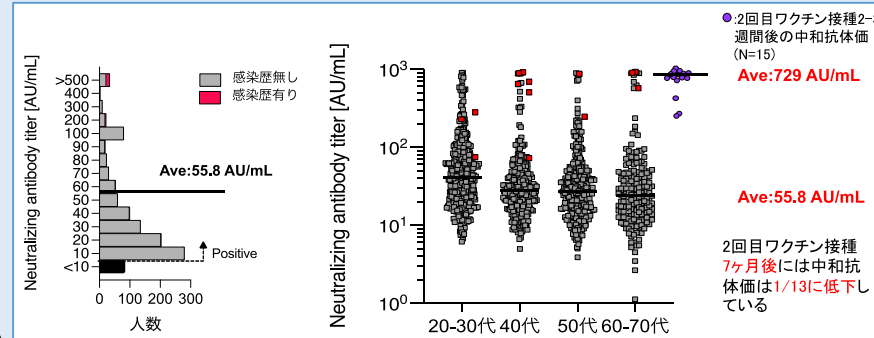 Neutralizing antibody titer [AU/mL]
>500
400
300
200
100
90
80
70
60
50
40
30
20
10
<10
感染歴無し
感染歴有り
Ave:55.8 AU/mL
Positive
0 100 200 300
人数
Neutralizing antibody titer [AU/mL]
10³
10²
10¹
10⁰
20-30代 40代 50代 60-70代
:2回目ワクチン接種2-
週間後の中和抗体価
(N=15)
Ave:729 AU/mL
Ave:55.8 AU/mL
2回目ワクチン接種
7ヶ月後には中和抗
体価は1/13に低下し
ている